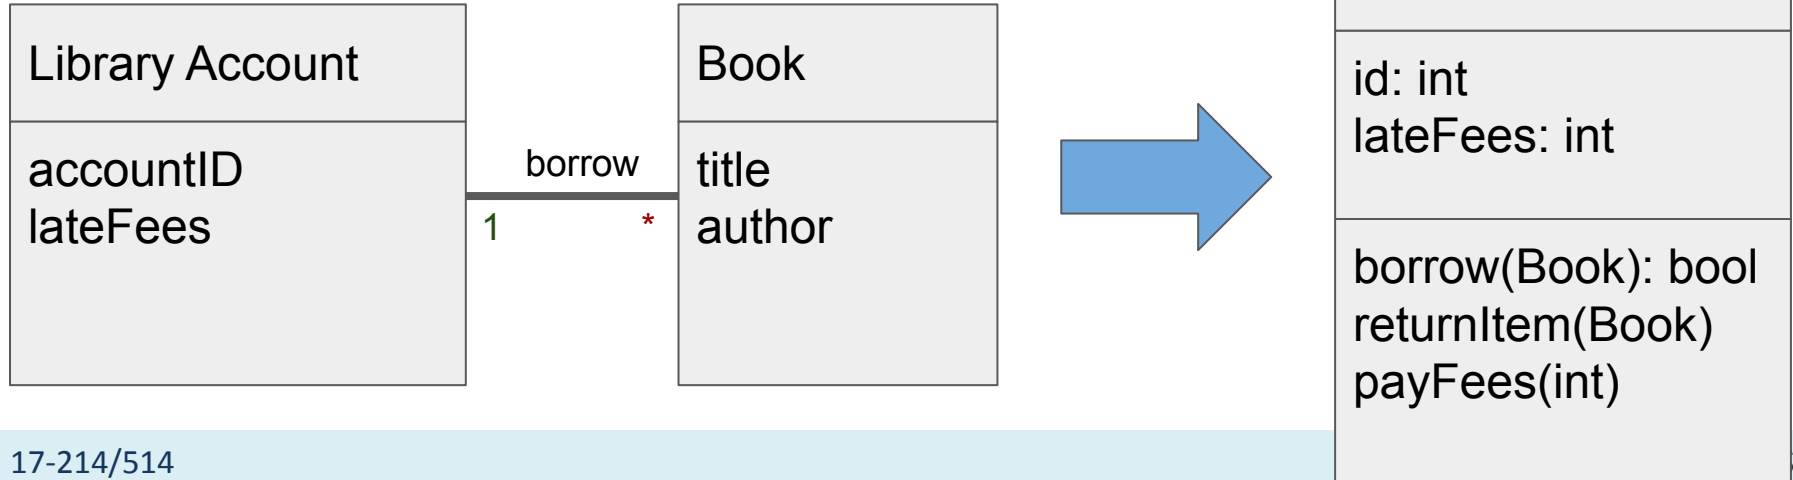 Library Account
accountID
lateFees
borrow
1
*
Book
title
author
id: int
lateFees: int
borrow(Book): bool
returnItem(Book)
payFees(int)
17-214/514